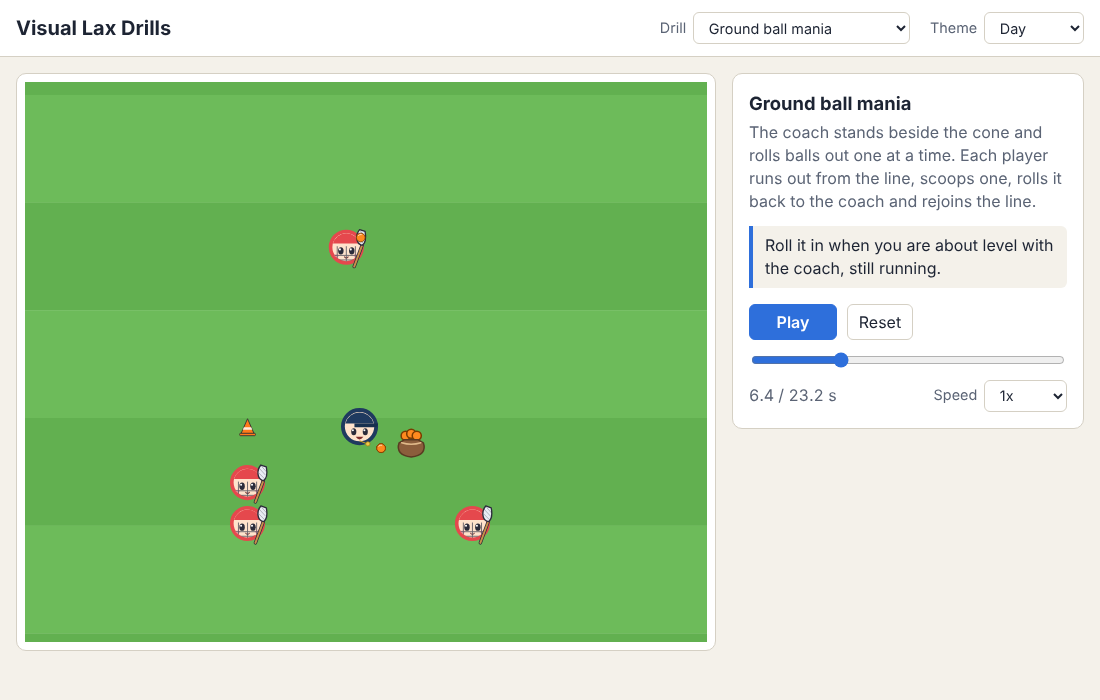 Visual Lax Drills
Drill
Ground ball mania
Theme
Day
Ground ball mania
The coach stands beside the cone and
rolls balls out one at a time. Each player
runs out from the line, scoops one, rolls it
back to the coach and rejoins the line.
Roll it in when you are about level with
the coach, still running.
Play
Reset
6.4 / 23.2 s
Speed
1x